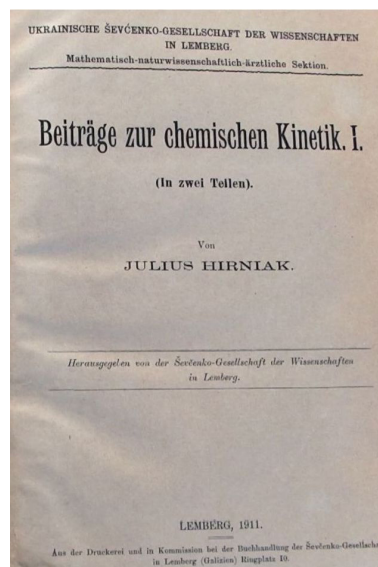 UKRAINISCHE ŠEVČENKO-GESELLSCHAFT DER WISSENSCHAFTEN
IN LEMBERG.
Mathematisch-naturwissenschaftlich-ärztliche Sektion.
Beiträge zur chemischen Kinetik. I.
(In zwei Teilen).
Von
JULIUS HIRNIAK.
Herausgegeben von der Ševčenko-Gesellschaft der Wissenschaften
in Lemberg.
LEMBERG, 1911.
Aus der Druckerei und in Kommission bei der Buchhandlung der Ševčenko-Gesellscha
in Lemberg (Galizien) Ringplatz 10.